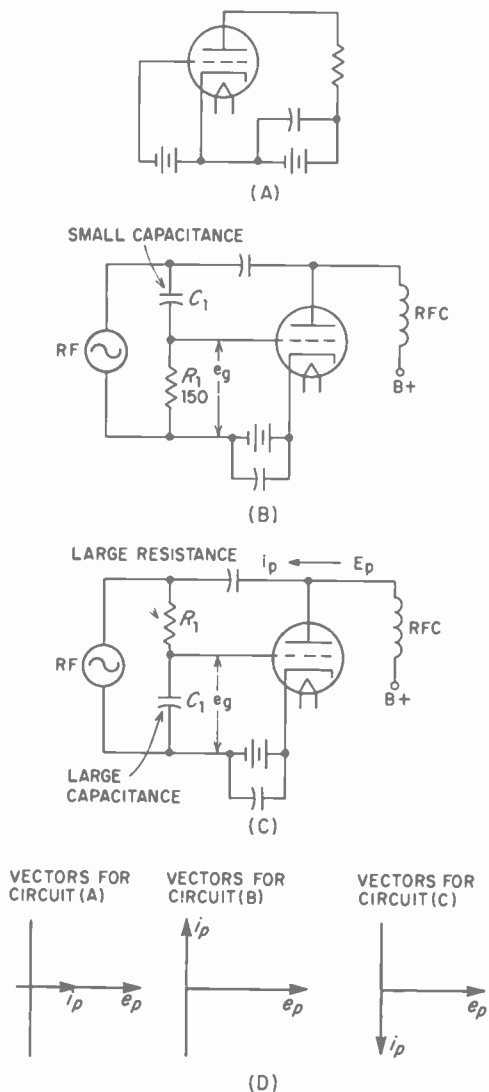 (A)
SMALL CAPACITANCE
C1
RF
R1
150
eg
RFC
B+
(B)
LARGE RESISTANCE
ip
Ep
R1
RF
C1
eg
RFC
B+
LARGE
CAPACITANCE
(C)
VECTORS FOR
CIRCUIT (A)
ip
ep
VECTORS FOR
CIRCUIT (B)
ip
ep
VECTORS FOR
CIRCUIT (C)
ep
ip
(D)